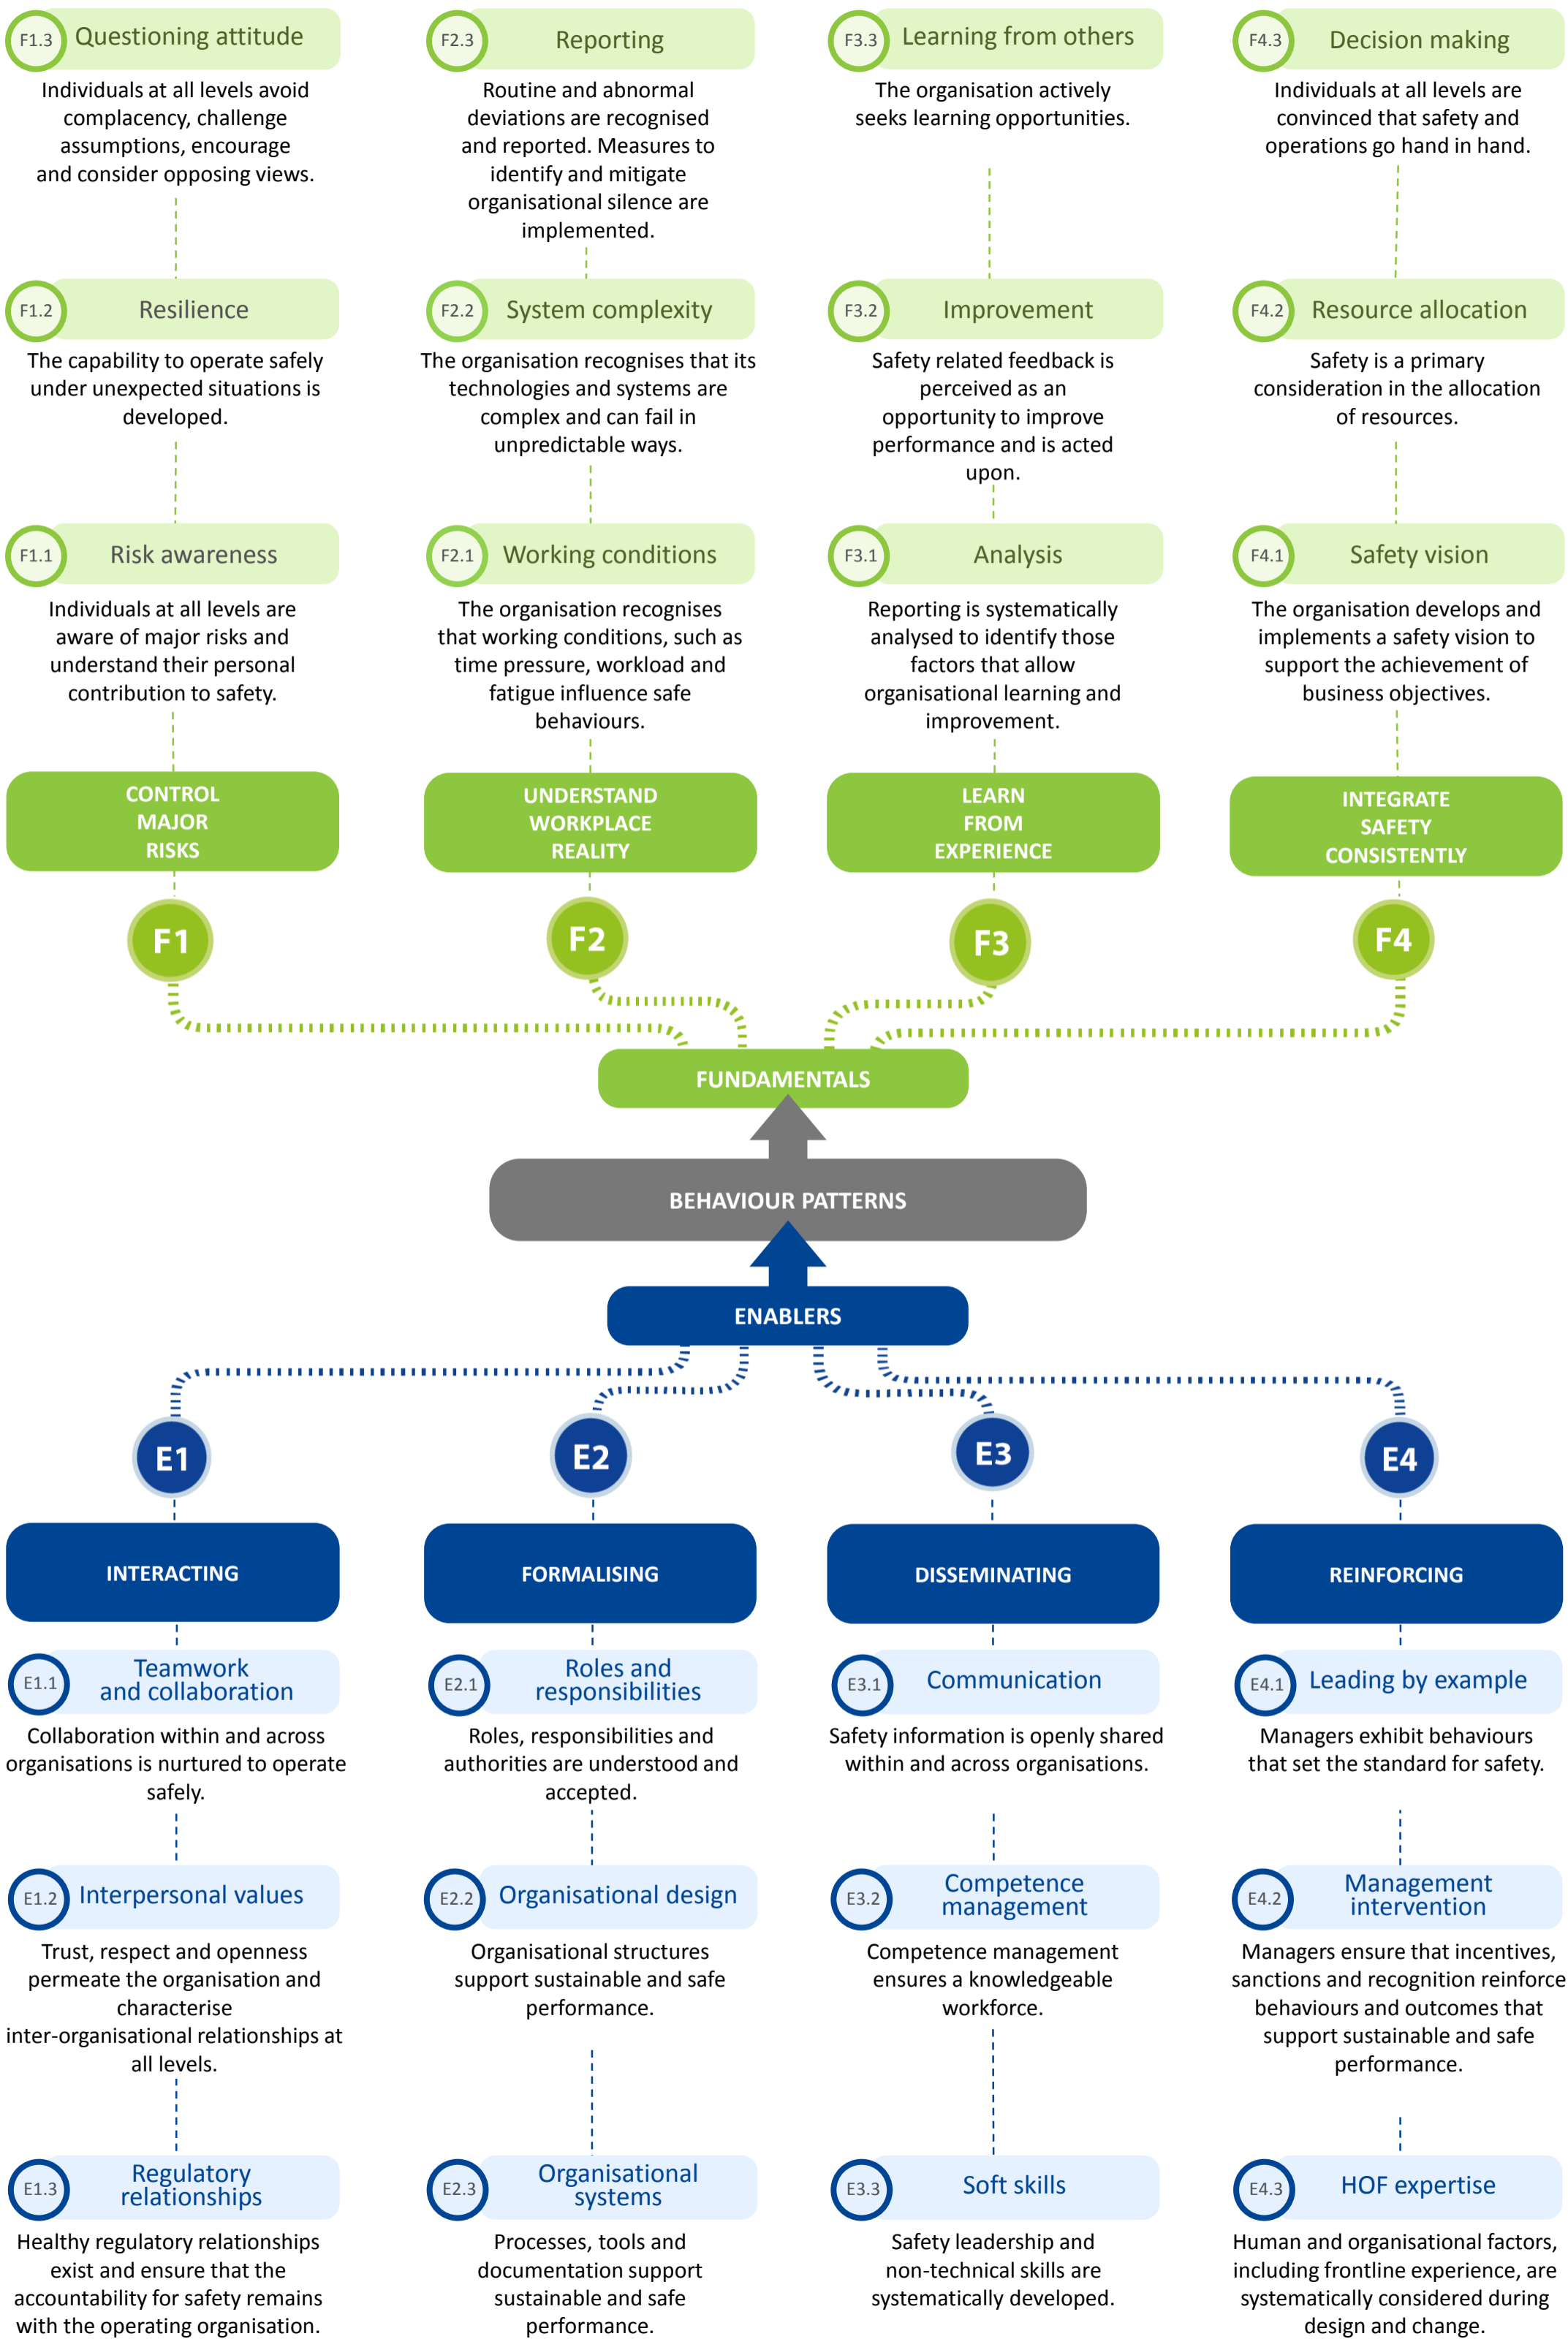 F1.3
Questioning attitude
Individuals at all levels avoid
complacency, challenge
assumptions, encourage
and consider opposing views.
F2.3
Reporting
Routine and abnormal
deviations are recognised
and reported. Measures to
identify and mitigate
organisational silence are
implemented.
F3.3
Learning from others
The organisation actively
seeks learning opportunities.
F4.3
Decision making
Individuals at all levels are
convinced that safety and
operations go hand in hand.
F1.2
Resilience
The capability to operate safely
under unexpected situations is
developed.
F2.2
System complexity
The organisation recognises that its
technologies and systems are
complex and can fail in
unpredictable ways.
F3.2
Improvement
Safety related feedback is
perceived as an
opportunity to improve
performance and is acted
upon.
F4.2
Resource allocation
Safety is a primary
consideration in the allocation
of resources.
F1.1
Risk awareness
Individuals at all levels are
aware of major risks and
understand their personal
contribution to safety.
F2.1
Working conditions
The organisation recognises
that working conditions, such as
time pressure, workload and
fatigue influence safe
behaviours.
F3.1
Analysis
Reporting is systematically
analysed to identify those
factors that allow
organisational learning and
improvement.
F4.1
Safety vision
The organisation develops and
implements a safety vision to
support the achievement of
business objectives.
CONTROL
MAJOR
RISKS
UNDERSTAND
WORKPLACE
REALITY
LEARN
FROM
EXPERIENCE
INTEGRATE
SAFETY
CONSISTENTLY
F1
F2
F3
F4
FUNDAMENTALS
BEHAVIOUR PATTERNS
ENABLERS
E1
E2
E3
E4
INTERACTING
FORMALISING
DISSEMINATING
REINFORCING
E1.1
Teamwork
and collaboration
Collaboration within and across
organisations is nurtured to operate
safely.
E2.1
Roles and
responsibilities
Roles, responsibilities and
authorities are understood and
accepted.
E3.1
Communication
Safety information is openly shared
within and across organisations.
E4.1
Leading by example
Managers exhibit behaviours
that set the standard for safety.
E1.2
Interpersonal values
Trust, respect and openness
permeate the organisation and
characterise
inter-organisational relationships at
all levels.
E2.2
Organisational design
Organisational structures
support sustainable and safe
performance.
E3.2
Competence
management
Competence management
ensures a knowledgeable
workforce.
E4.2
Management
intervention
Managers ensure that incentives,
sanctions and recognition reinforce
behaviours and outcomes that
support sustainable and safe
performance.
E1.3
Regulatory
relationships
Healthy regulatory relationships
exist and ensure that the
accountability for safety remains
with the operating organisation.
E2.3
Organisational
systems
Processes, tools and
documentation support
sustainable and safe
performance.
E3.3
Soft skills
Safety leadership and
non-technical skills are
systematically developed.
E4.3
HOF expertise
Human and organisational factors,
including frontline experience, are
systematically considered during
design and change.